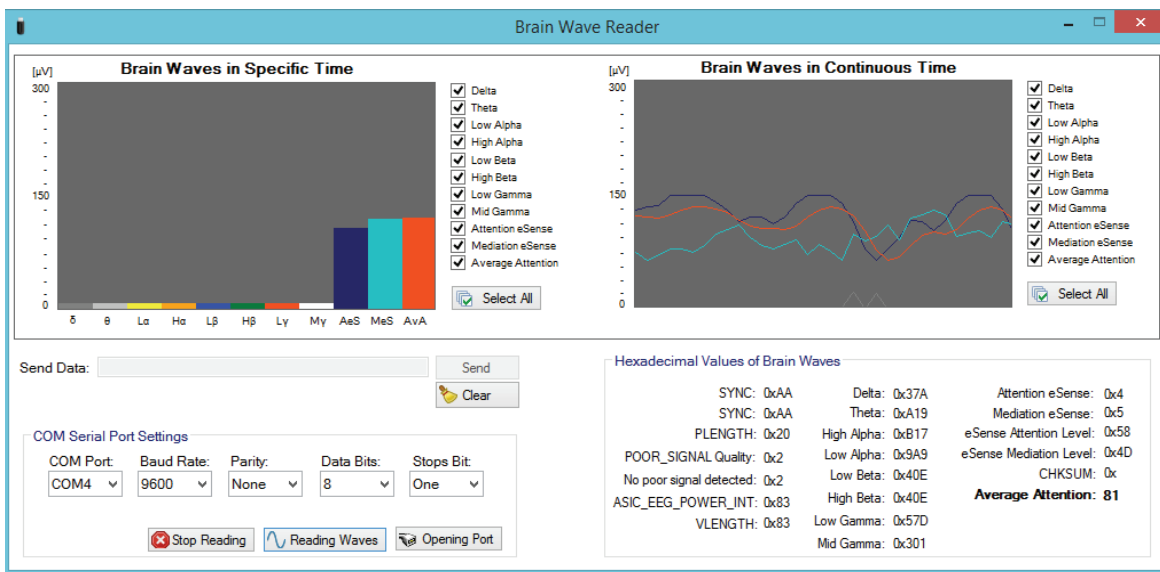 Brain Wave Reader
[µV]
Brain Waves in Specific Time
300
150
0
δ θ Lα Hα Lβ Hβ Lγ Mγ AeS MeS AvA
Delta
Theta
Low Alpha
High Alpha
Low Beta
High Beta
Low Gamma
Mid Gamma
Attention eSense
Mediation eSense
Average Attention
Select All
[µV]
Brain Waves in Continuous Time
300
150
0
Delta
Theta
Low Alpha
High Alpha
Low Beta
High Beta
Low Gamma
Mid Gamma
Attention eSense
Mediation eSense
Average Attention
Select All
Send Data:
Send
Clear
COM Serial Port Settings
COM Port: Baud Rate: Parity: Data Bits: Stops Bit:
COM4 9600 None 8 One
Stop Reading Reading Waves Opening Port
Hexadecimal Values of Brain Waves
SYNC: 0xAA
SYNC: 0xAA
PLENGTH: 0x20
POOR_SIGNAL Quality: 0x2
No poor signal detected: 0x2
ASIC_EEG_POWER_INT: 0x83
VLENGTH: 0x83
Delta: 0x37A
Theta: 0xA19
High Alpha: 0xB17
Low Alpha: 0x9A9
Low Beta: 0x40E
High Beta: 0x40E
Low Gamma: 0x57D
Mid Gamma: 0x301
Attention eSense: 0x4
Mediation eSense: 0x5
eSense Attention Level: 0x58
eSense Mediation Level: 0x4D
CHKSUM: 0x
Average Attention: 81